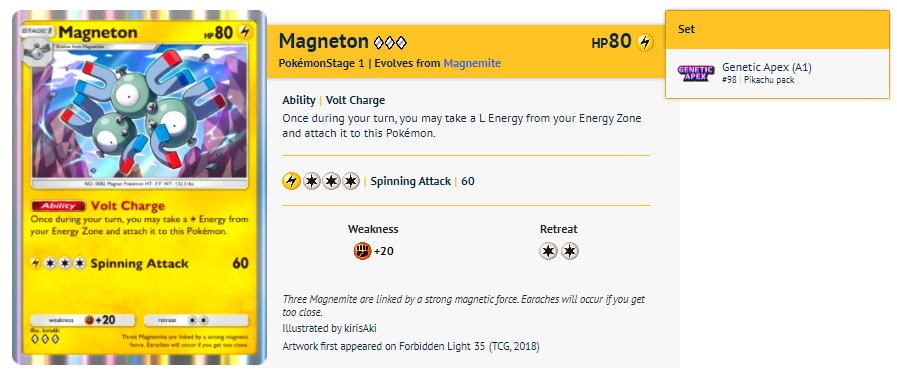 STAGE 1 Magneton HP 80
Evolves from Magnemite
NO. 0082 Magnet Pokémon HT: 3'3" WT: 132.3 lbs.
Ability Volt Charge
Once during your turn, you may take a Energy from
your Energy Zone and attach it to this Pokémon.
Spinning Attack 60
weakness +20 retreat
Illus. kirisAki
Three Magnemite are linked by a strong magnetic
force. Earaches will occur if you get too close.
Magneton HP80
PokémonStage 1 | Evolves from Magnemite
Ability | Volt Charge
Once during your turn, you may take a L Energy from your Energy Zone
and attach it to this Pokémon.
| Spinning Attack | 60
Weakness Retreat
+20
Three Magnemite are linked by a strong magnetic force. Earaches will occur if you get
too close.
Illustrated by kirisAki
Artwork first appeared on Forbidden Light 35 (TCG, 2018)
Set
GENETIC
APEX
Genetic Apex (A1)
#98 | Pikachu pack